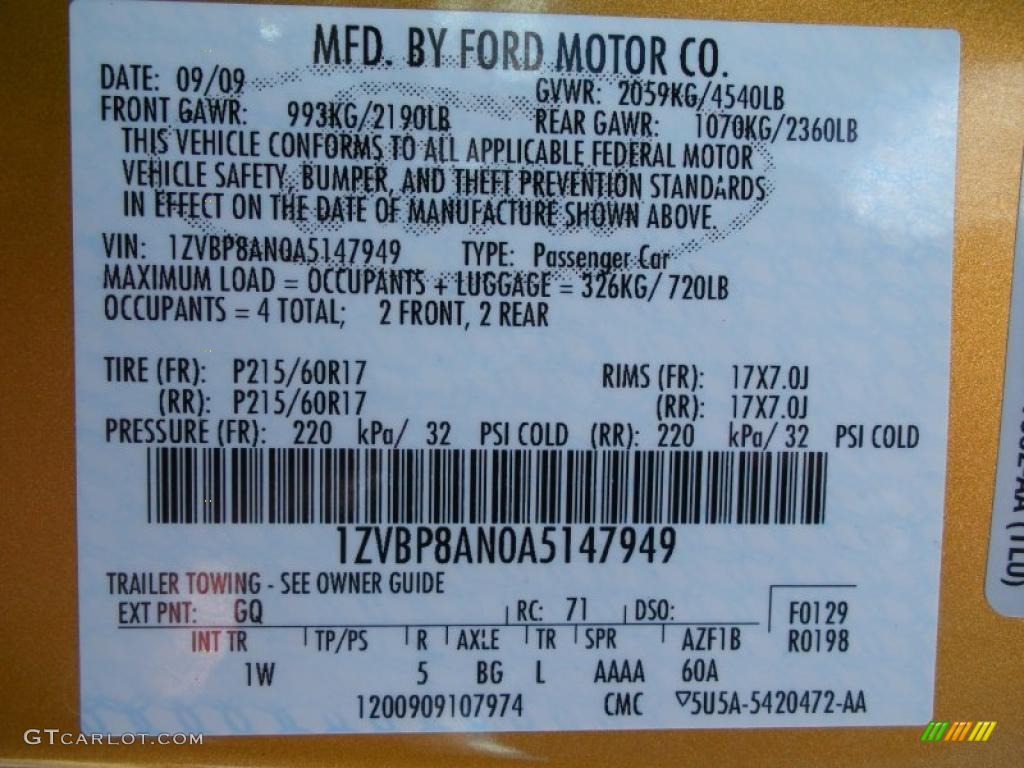 MFD. BY FORD MOTOR CO.
DATE: 09/09 GVWR: 2059KG/4540LB
FRONT GAWR: 993KG/2190LB REAR GAWR: 1070KG/2360LB
THIS VEHICLE CONFORMS TO ALL APPLICABLE FEDERAL MOTOR
VEHICLE SAFETY, BUMPER, AND THEFT PREVENTION STANDARDS
IN EFFECT ON THE DATE OF MANUFACTURE SHOWN ABOVE.
VIN: 1ZVBP8AN0A5147949 TYPE: Passenger Car
MAXIMUM LOAD = OCCUPANTS + LUGGAGE = 326KG/ 720LB
OCCUPANTS = 4 TOTAL; 2 FRONT, 2 REAR
TIRE (FR): P215/60R17 RIMS (FR): 17X7.0J
(RR): P215/60R17 (RR): 17X7.0J
PRESSURE (FR): 220 kPa/ 32 PSI COLD (RR): 220 kPa/ 32 PSI COLD
1ZVBP8AN0A5147949
TRAILER TOWING - SEE OWNER GUIDE
EXT PNT: GQ RC: 71 DSO: F0129
INT TR TP/PS R AXLE TR SPR AZF1B R0198
1W 5 BG L AAAA 60A
1200909107974 CMC ▽5U5A-5420472-AA
GTCARLOT.COM